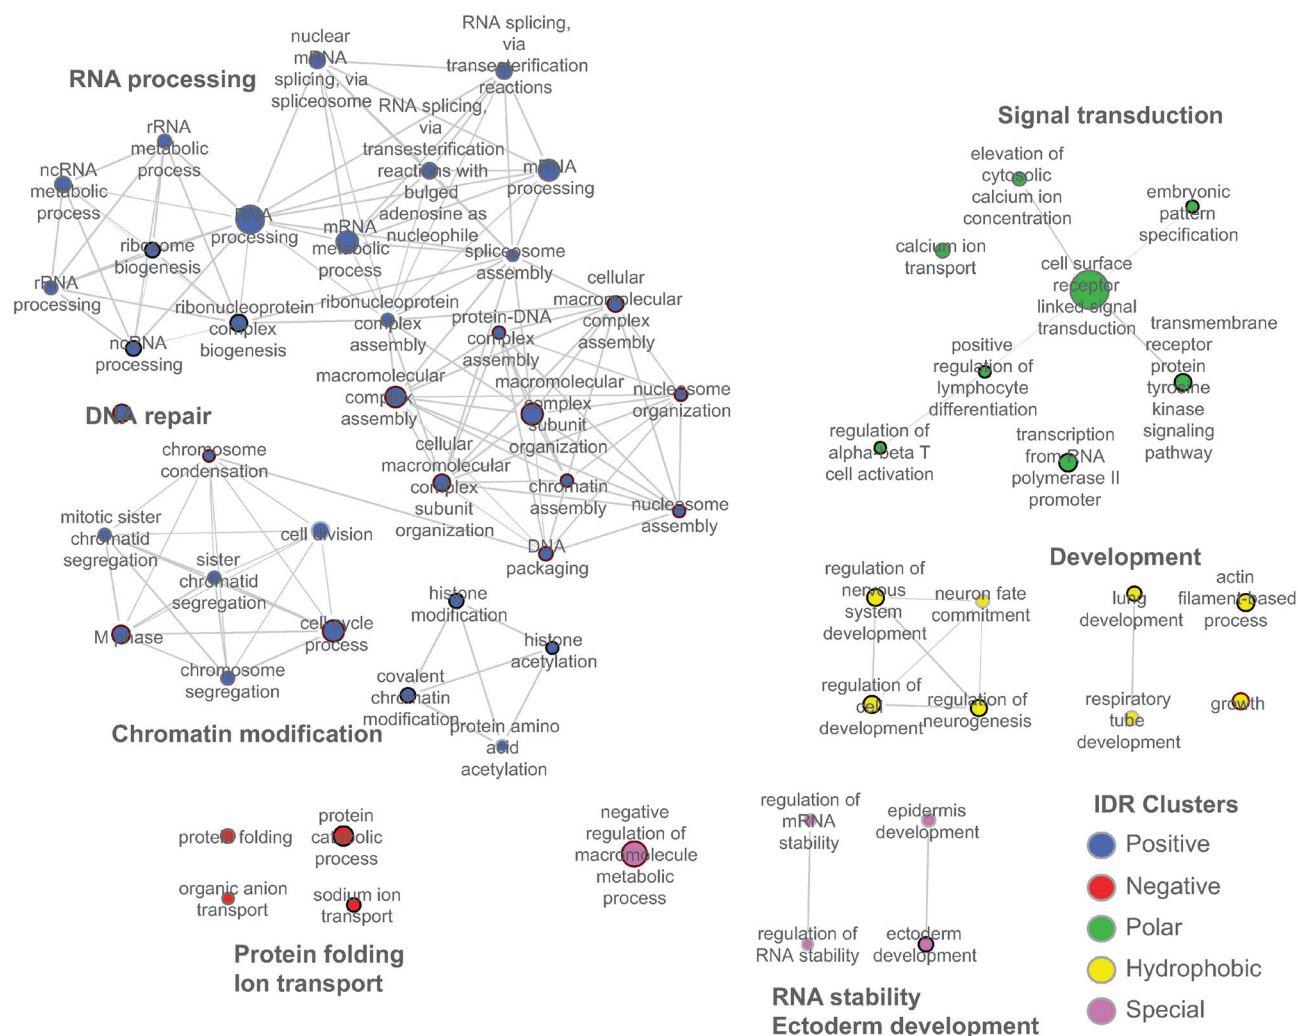 RNA processing
nuclear
mRNA
splicing, via
spliceosome
RNA splicing,
via
transesterification
reactions
RNA splicing,
via
transesterification
reactions with
bulged
adenosine as
nucleophile
mRNA
processing
rRNA
metabolic
process
ncRNA
metabolic
process
RNA
processing
mRNA
metabolic
process
ribosome
biogenesis
spliceosome
assembly
rRNA
processing
ribonucleoprotein
complex
biogenesis
ribonucleoprotein
complex
assembly
ncRNA
processing
protein-DNA
complex
assembly
cellular
macromolecular
complex
assembly
macromolecular
complex
assembly
macromolecular
complex
subunit
organization
nucleosome
organization
cellular
macromolecular
complex
subunit
organization
chromatin
assembly
nucleosome
assembly
DNA
packaging
DNA repair
chromosome
condensation
mitotic sister
chromatid
segregation
cell division
sister
chromatid
segregation
M phase
cell cycle
process
chromosome
segregation
histone
modification
histone
acetylation
covalent
chromatin
modification
protein amino
acid
acetylation
Chromatin modification
Signal transduction
elevation of
cytosolic
calcium ion
concentration
embryonic
pattern
specification
calcium ion
transport
cell surface
receptor
linked signal
transduction
positive
regulation of
lymphocyte
differentiation
transmembrane
receptor
protein
tyrosine
kinase
signaling
pathway
regulation of
alpha-beta T
cell activation
transcription
from RNA
polymerase II
promoter
Development
regulation of
nervous
system
development
neuron fate
commitment
lung
development
actin
filament-based
process
regulation of
cell
development
regulation of
neurogenesis
respiratory
tube
development
growth
protein folding
protein
catabolic
process
organic anion
transport
sodium ion
transport
Protein folding
Ion transport
negative
regulation of
macromolecule
metabolic
process
regulation of
mRNA
stability
epidermis
development
regulation of
RNA stability
ectoderm
development
RNA stability
Ectoderm development
IDR Clusters
Positive
Negative
Polar
Hydrophobic
Special